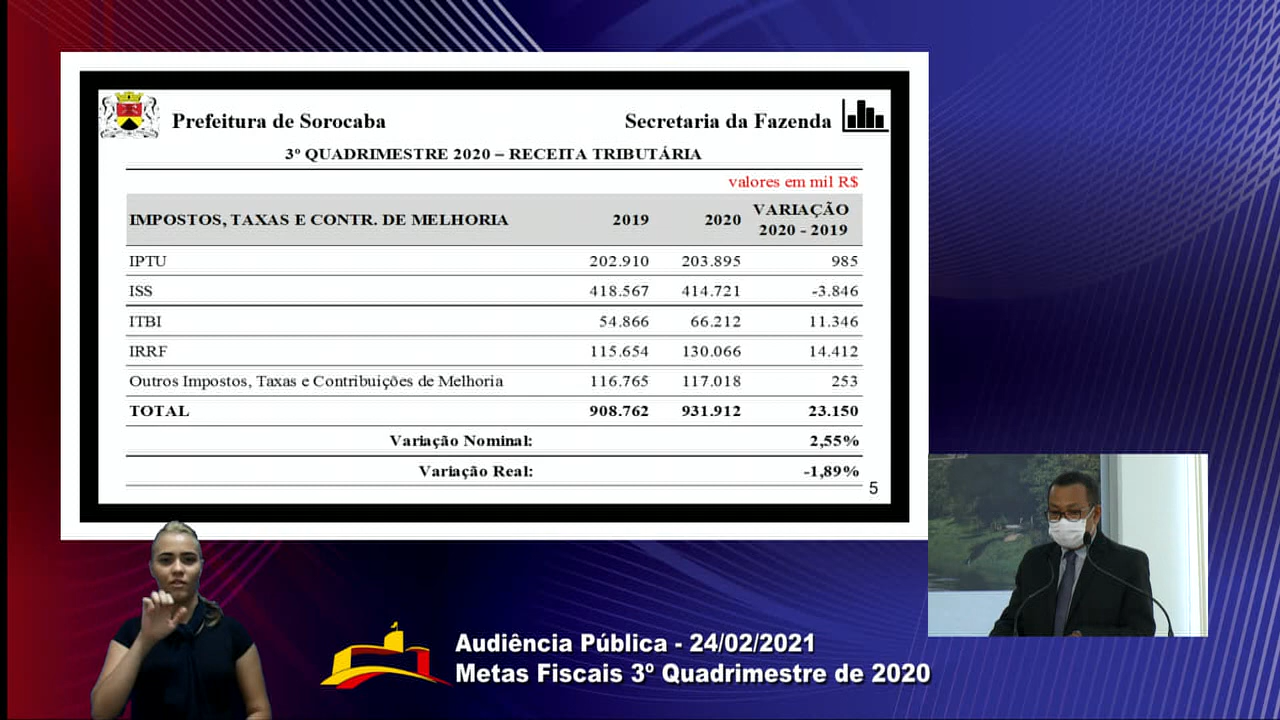 Prefeitura de Sorocaba
Secretaria da Fazenda
3º QUADRIMESTRE 2020 – RECEITA TRIBUTÁRIA
valores em mil R$
IMPOSTOS, TAXAS E CONTR. DE MELHORIA 2019 2020 VARIAÇÃO 2020 - 2019
IPTU 202.910 203.895 985
ISS 418.567 414.721 -3.846
ITBI 54.866 66.212 11.346
IRRF 115.654 130.066 14.412
Outros Impostos, Taxas e Contribuições de Melhoria 116.765 117.018 253
TOTAL 908.762 931.912 23.150
Variação Nominal: 2,55%
Variação Real: -1,89%
5
Audiência Pública - 24/02/2021
Metas Fiscais 3º Quadrimestre de 2020